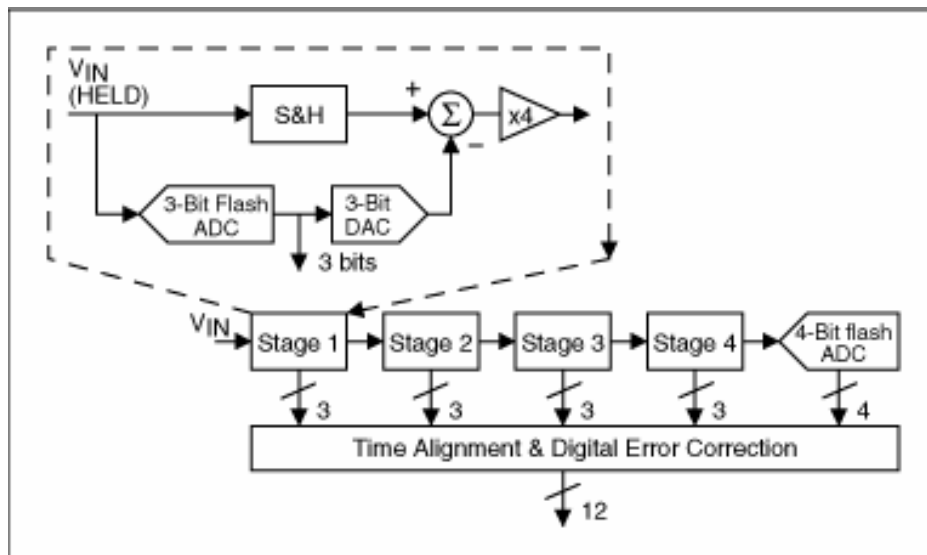 VIN
(HELD)
S&H
+
Σ
−
x4
3-Bit Flash
ADC
3-Bit
DAC
3 bits
VIN
Stage 1
Stage 2
Stage 3
Stage 4
4-Bit flash
ADC
3
3
3
3
4
Time Alignment & Digital Error Correction
12